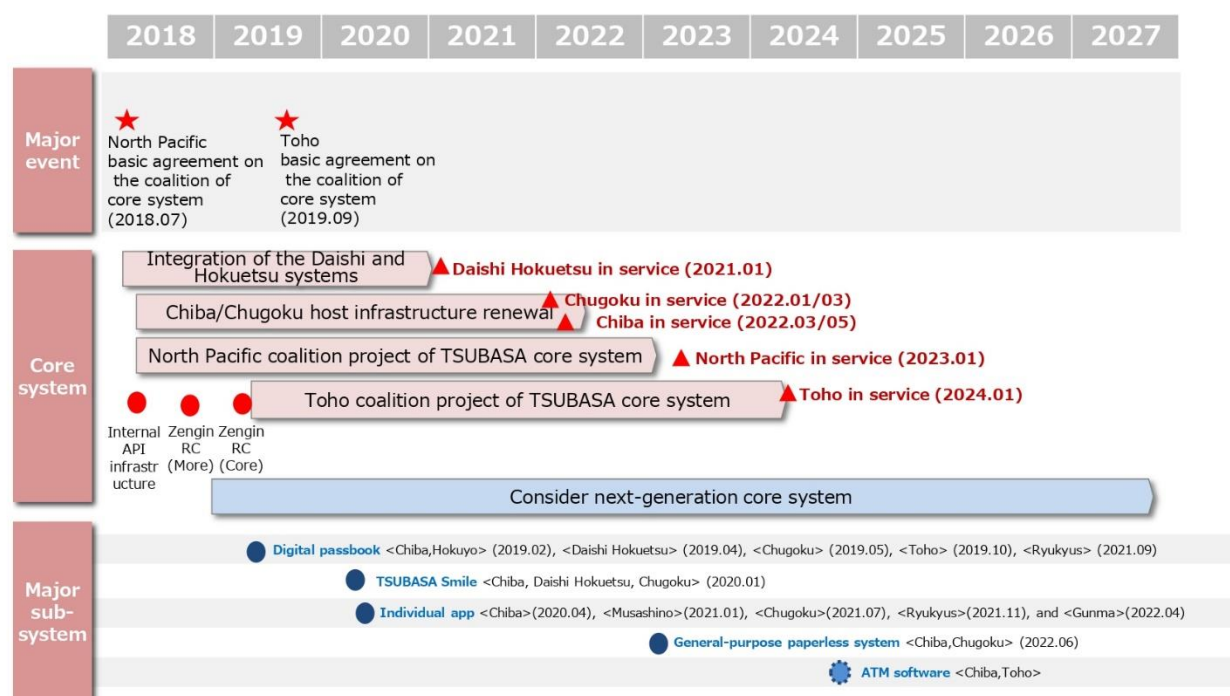 2018 2019 2020 2021 2022 2023 2024 2025 2026 2027
Major
event
North Pacific
basic agreement on
the coalition of
core system
(2018.07)
Toho
basic agreement on
the coalition of
core system
(2019.09)
Core
system
Integration of the Daishi and
Hokuetsu systems
Daishi Hokuetsu in service (2021.01)
Chiba/Chugoku host infrastructure renewal
Chugoku in service (2022.01/03)
Chiba in service (2022.03/05)
North Pacific coalition project of TSUBASA core system
North Pacific in service (2023.01)
Toho coalition project of TSUBASA core system
Toho in service (2024.01)
Internal
API
infrastr
ucture
Zengin
RC
(More)
Zengin
RC
(Core)
Consider next-generation core system
Major
sub-
system
Digital passbook <Chiba,Hokuyo> (2019.02), <Daishi Hokuetsu> (2019.04), <Chugoku> (2019.05), <Toho> (2019.10), <Ryukyus> (2021.09)
TSUBASA Smile <Chiba, Daishi Hokuetsu, Chugoku> (2020.01)
Individual app <Chiba>(2020.04), <Musashino>(2021.01), <Chugoku>(2021.07), <Ryukyus>(2021.11), and <Gunma>(2022.04)
General-purpose paperless system <Chiba,Chugoku> (2022.06)
ATM software <Chiba,Toho>